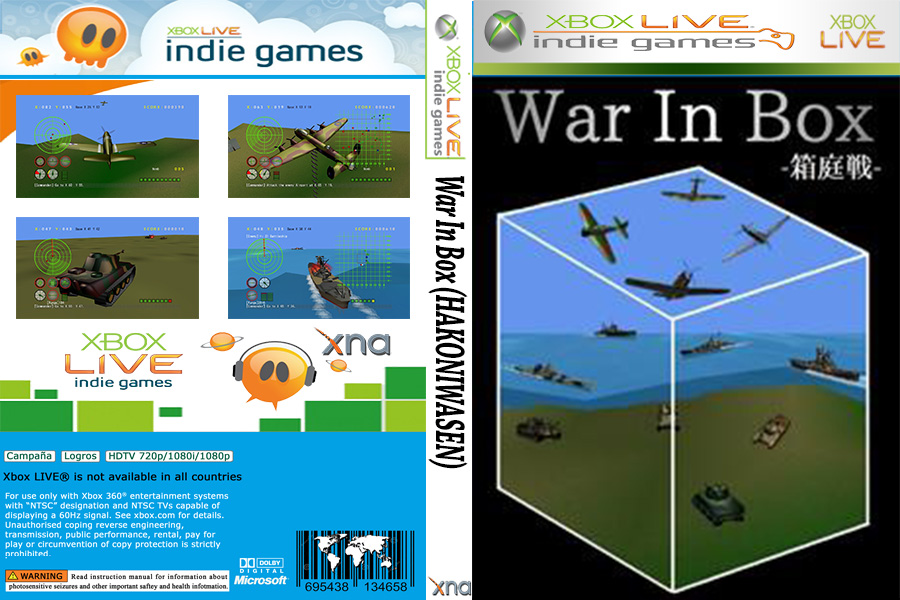 XBOX LIVE
indie games
XBOX LIVE
indie games
XBOX
LIVE
indie games
xna
Campaña
Logros
HDTV 720p/1080i/1080p
Xbox LIVE® is not available in all countries
For use only with Xbox 360® entertainment systems
with “NTSC” designation and NTSC TVs capable of
displaying a 60Hz signal. See xbox.com for details.
Unauthorised coping reverse engineering,
transmission, public performance, rental, pay for
play or circumvention of copy protection is strictly
prohibited.
WARNING Read instruction manual for information about
photosensitive seizures and other important saftey and health infotmation.
DOLBY
DIGITAL
Microsoft
695438 134658
XBOX LIVE
indie games
War In Box (HAKONIWASEN)
xna
XBOX LIVE
indie games
XBOX
LIVE
War In Box
-箱庭戦-